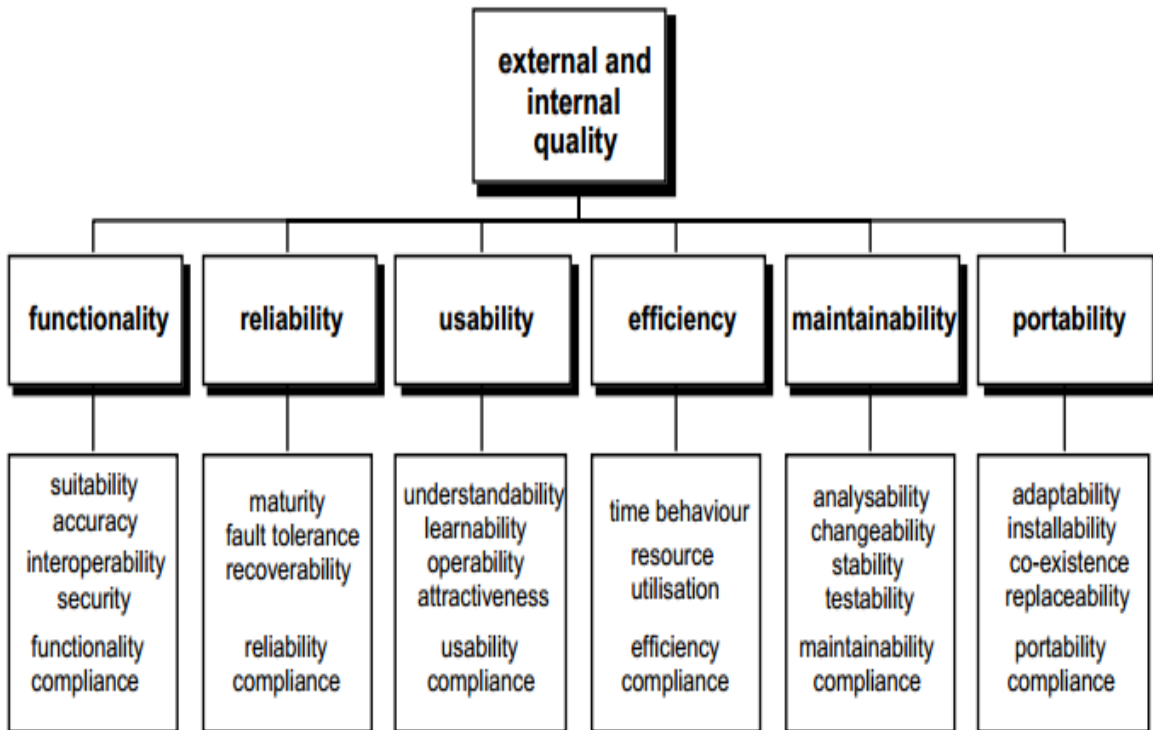 external and
internal
quality
functionality
reliability
usability
efficiency
maintainability
portability
suitability
accuracy
interoperability
security
functionality
compliance
maturity
fault tolerance
recoverability
reliability
compliance
understandability
learnability
operability
attractiveness
usability
compliance
time behaviour
resource
utilisation
efficiency
compliance
analysability
changeability
stability
testability
maintainability
compliance
adaptability
installability
co-existence
replaceability
portability
compliance